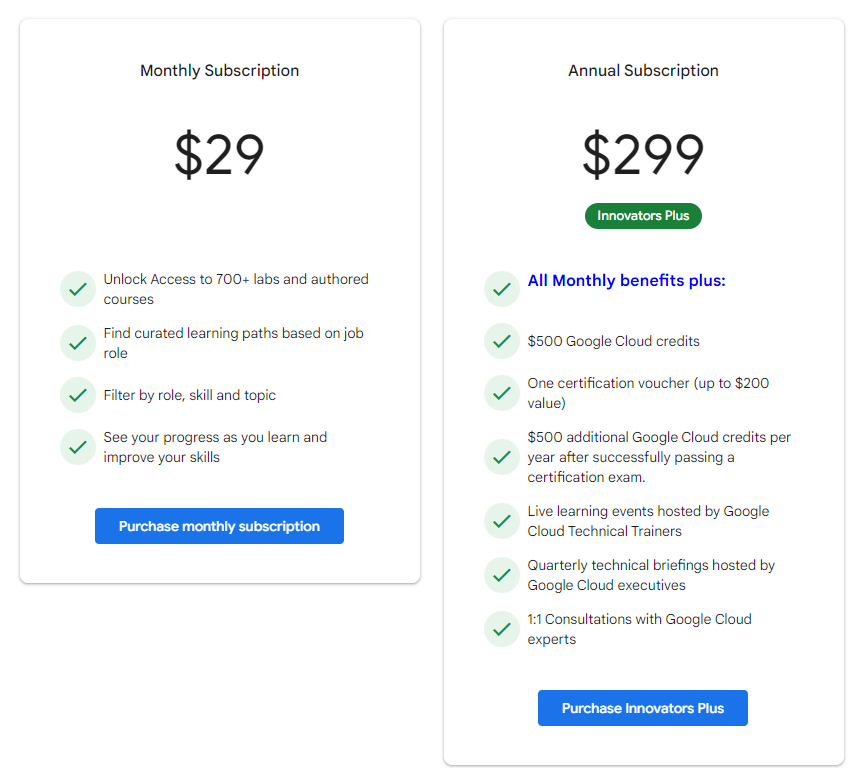 Monthly Subscription
$29
Unlock Access to 700+ labs and authored
courses
Find curated learning paths based on job
role
Filter by role, skill and topic
See your progress as you learn and
improve your skills
Purchase monthly subscription
Annual Subscription
$299
Innovators Plus
All Monthly benefits plus:
$500 Google Cloud credits
One certification voucher (up to $200
value)
$500 additional Google Cloud credits per
year after successfully passing a
certification exam.
Live learning events hosted by Google
Cloud Technical Trainers
Quarterly technical briefings hosted by
Google Cloud executives
1:1 Consultations with Google Cloud
experts
Purchase Innovators Plus